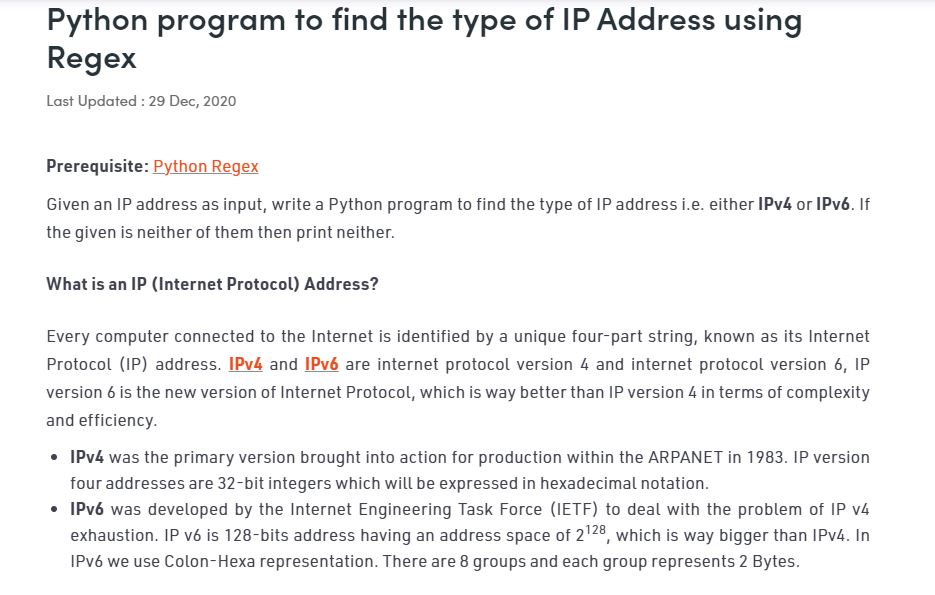 Python program to find the type of IP Address using
Regex
Last Updated : 29 Dec, 2020
Prerequisite: Python Regex
Given an IP address as input, write a Python program to find the type of IP address i.e. either IPv4 or IPv6. If
the given is neither of them then print neither.
What is an IP (Internet Protocol) Address?
Every computer connected to the Internet is identified by a unique four-part string, known as its Internet
Protocol (IP) address. IPv4 and IPv6 are internet protocol version 4 and internet protocol version 6, IP
version 6 is the new version of Internet Protocol, which is way better than IP version 4 in terms of complexity
and efficiency.
• IPv4 was the primary version brought into action for production within the ARPANET in 1983. IP version
four addresses are 32-bit integers which will be expressed in hexadecimal notation.
• IPv6 was developed by the Internet Engineering Task Force (IETF) to deal with the problem of IP v4
exhaustion. IP v6 is 128-bits address having an address space of 2¹²⁸, which is way bigger than IPv4. In
IPv6 we use Colon-Hexa representation. There are 8 groups and each group represents 2 Bytes.